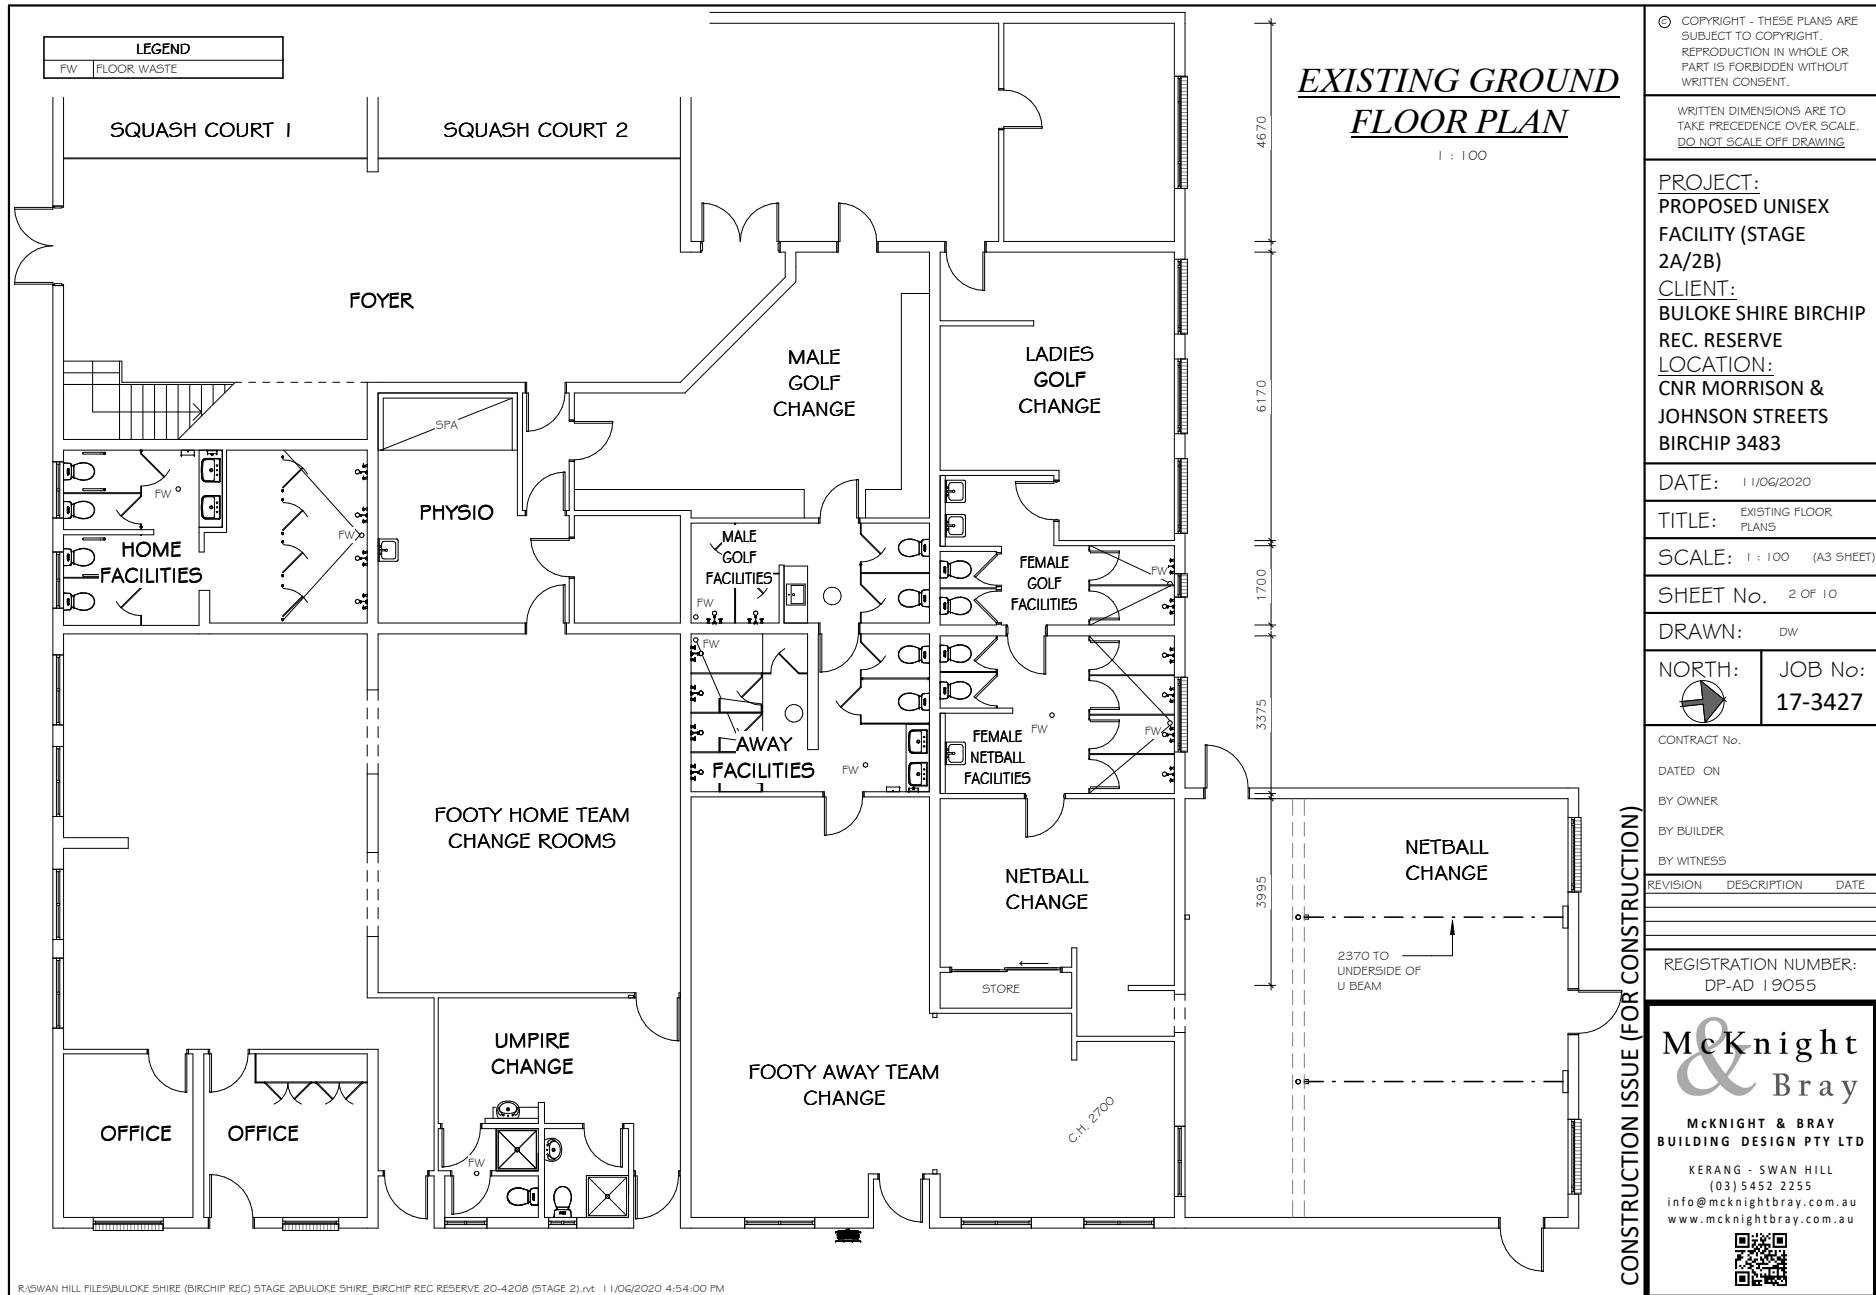 LEGEND
FW FLOOR WASTE
SQUASH COURT 1
SQUASH COURT 2
FOYER
MALE
GOLF
CHANGE
LADIES
GOLF
CHANGE
SPA
PHYSIO
FW
FW
HOME
FACILITIES
MALE
GOLF
FACILITIES
FW
FEMALE
GOLF
FACILITIES
FW
FW
AWAY
FACILITIES
FW
FEMALE
NETBALL
FACILITIES
FW
FW
FOOTY HOME TEAM
CHANGE ROOMS
NETBALL
CHANGE
STORE
NETBALL
CHANGE
2370 TO
UNDERSIDE OF
U BEAM
UMPIRE
CHANGE
FW
FOOTY AWAY TEAM
CHANGE
C.H. 2700
OFFICE
OFFICE
4670
6170
1700
3375
3995
EXISTING GROUND
FLOOR PLAN
1 : 100
CONSTRUCTION ISSUE (FOR CONSTRUCTION)
© COPYRIGHT - THESE PLANS ARE
SUBJECT TO COPYRIGHT.
REPRODUCTION IN WHOLE OR
PART IS FORBIDDEN WITHOUT
WRITTEN CONSENT.
WRITTEN DIMENSIONS ARE TO
TAKE PRECEDENCE OVER SCALE.
DO NOT SCALE OFF DRAWING
PROJECT:
PROPOSED UNISEX
FACILITY (STAGE
2A/2B)
CLIENT:
BULOKE SHIRE BIRCHIP
REC. RESERVE
LOCATION:
CNR MORRISON &
JOHNSON STREETS
BIRCHIP 3483
DATE: 11/06/2020
TITLE: EXISTING FLOOR
PLANS
SCALE: 1 : 100 (A3 SHEET)
SHEET No. 2 OF 10
DRAWN: DW
NORTH:
JOB No:
17-3427
CONTRACT No.
DATED ON
BY OWNER
BY BUILDER
BY WITNESS
REVISION DESCRIPTION DATE
REGISTRATION NUMBER:
DP-AD 19055
McKnight
&
Bray
McKNIGHT & BRAY
BUILDING DESIGN PTY LTD
KERANG - SWAN HILL
(03) 5452 2255
info@mcknightbray.com.au
www.mcknightbray.com.au
R:\SWAN HILL FILES\BULOKE SHIRE (BIRCHIP REC) STAGE 2\BULOKE SHIRE_BIRCHIP REC RESERVE 20-4208 (STAGE 2).rvt 11/06/2020 4:54:00 PM